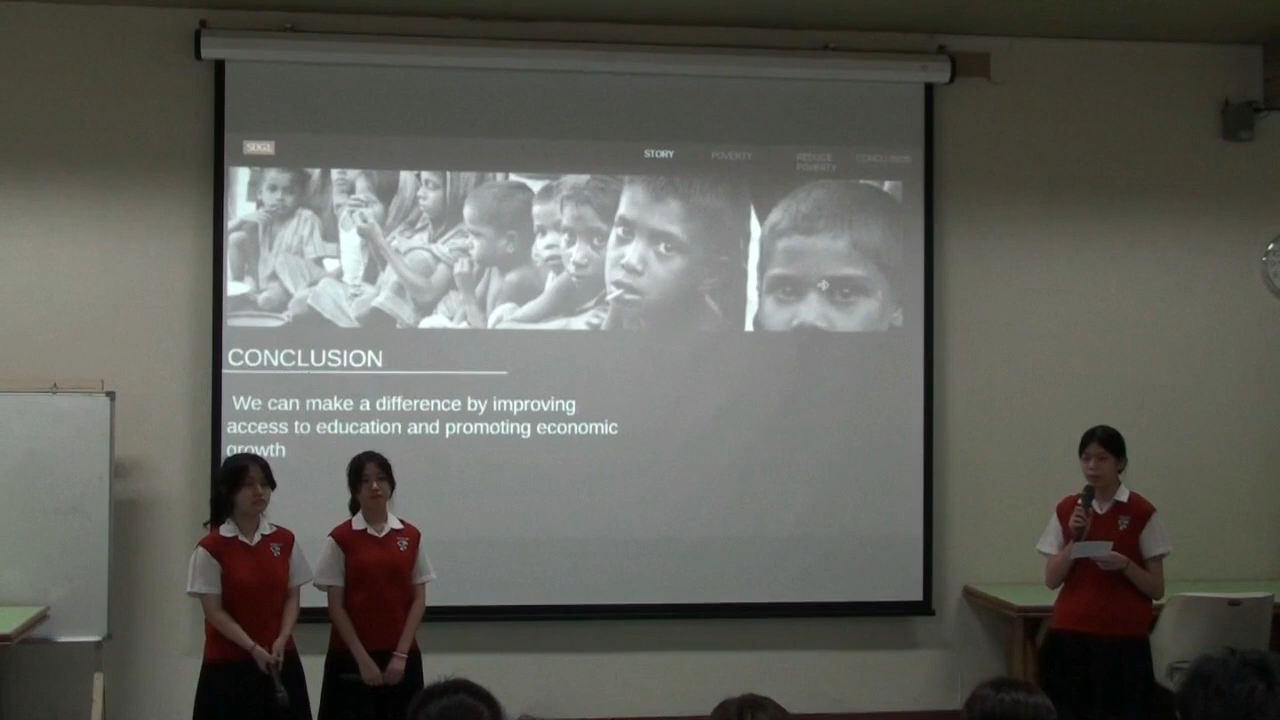 SDG1
STORY
POVERTY
REDUCE
POVERTY
CONCLUSION
CONCLUSION
We can make a difference by improving
access to education and promoting economic
growth